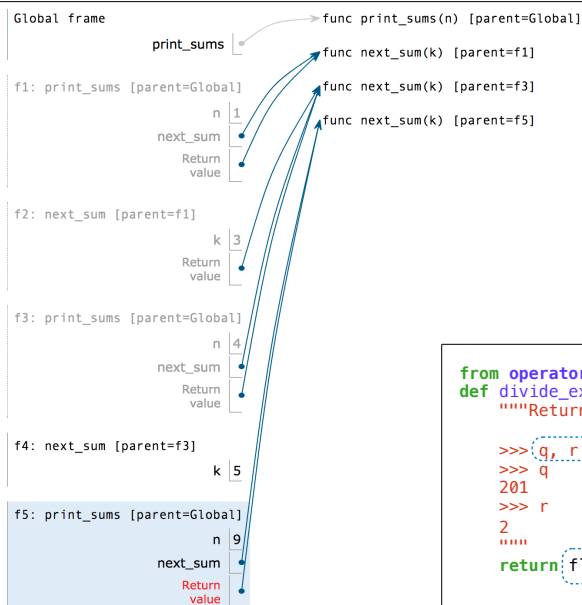 Global frame
print_sums
func print_sums(n) [parent=Global]
func next_sum(k) [parent=f1]
func next_sum(k) [parent=f3]
func next_sum(k) [parent=f5]
f1: print_sums [parent=Global]
n 1
next_sum
Return
value
f2: next_sum [parent=f1]
k 3
Return
value
f3: print_sums [parent=Global]
n 4
next_sum
Return
value
f4: next_sum [parent=f3]
k 5
f5: print_sums [parent=Global]
n 9
next_sum
Return
value
from operator
def divide_ex
"""Return
>>> q, r
>>> q
201
>>> r
2
"""
return fl